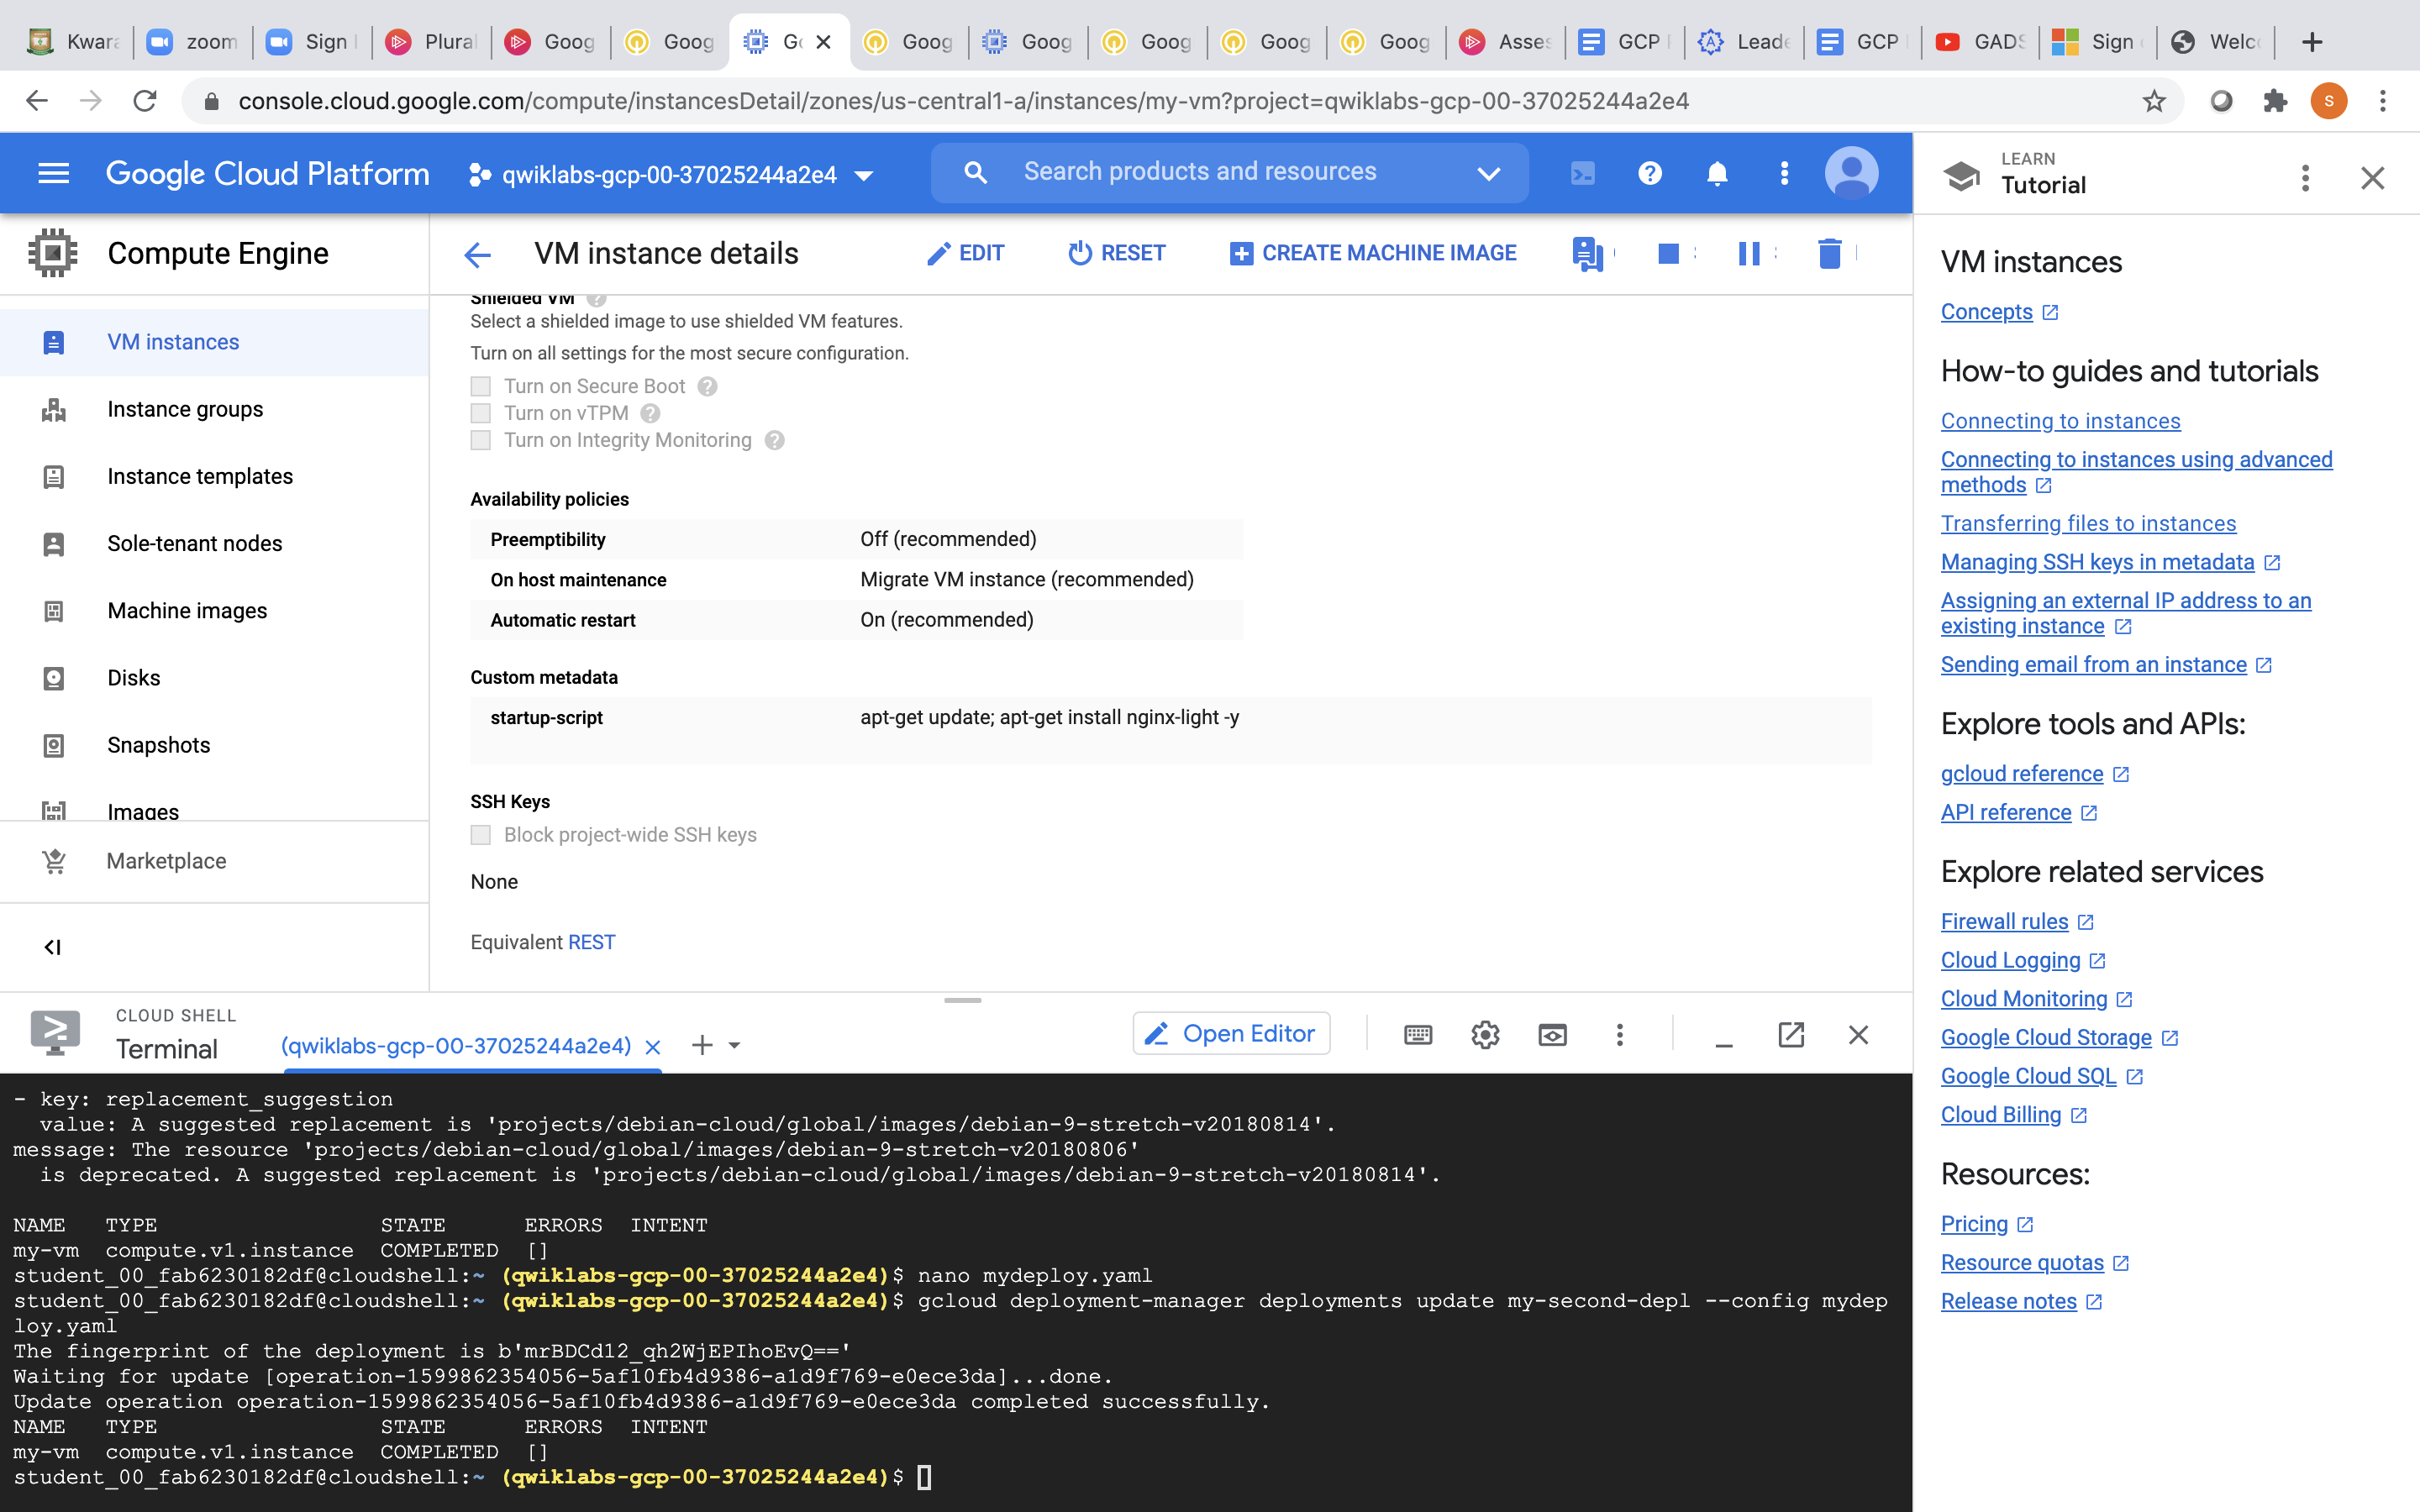 Kwara
zoom
Sign
Plural
Goog
Goog
Go
Goog
Goog
Goog
Goog
Goog
Asses
GCP
Leade
GCP
GADS
Sign
Welco
console.cloud.google.com/compute/instancesDetail/zones/us-central1-a/instances/my-vm?project=qwiklabs-gcp-00-37025244a2e4
S
Google Cloud Platform
qwiklabs-gcp-00-37025244a2e4
Search products and resources
LEARN
Tutorial
Compute Engine
VM instance details
EDIT
RESET
CREATE MACHINE IMAGE
VM instances
Instance groups
Instance templates
Sole-tenant nodes
Machine images
Disks
Snapshots
Images
Marketplace
Shielded VM
Select a shielded image to use shielded VM features.
Turn on all settings for the most secure configuration.
Turn on Secure Boot
Turn on vTPM
Turn on Integrity Monitoring
Availability policies
Preemptibility Off (recommended)
On host maintenance Migrate VM instance (recommended)
Automatic restart On (recommended)
Custom metadata
startup-script apt-get update; apt-get install nginx-light -y
SSH Keys
Block project-wide SSH keys
None
Equivalent REST
VM instances
Concepts
How-to guides and tutorials
Connecting to instances
Connecting to instances using advanced
methods
Transferring files to instances
Managing SSH keys in metadata
Assigning an external IP address to an
existing instance
Sending email from an instance
Explore tools and APIs:
gcloud reference
API reference
Explore related services
Firewall rules
Cloud Logging
Cloud Monitoring
Google Cloud Storage
Google Cloud SQL
Cloud Billing
Resources:
Pricing
Resource quotas
Release notes
CLOUD SHELL
Terminal
(qwiklabs-gcp-00-37025244a2e4)
Open Editor
- key: replacement_suggestion
value: A suggested replacement is 'projects/debian-cloud/global/images/debian-9-stretch-v20180814'.
message: The resource 'projects/debian-cloud/global/images/debian-9-stretch-v20180806'
is deprecated. A suggested replacement is 'projects/debian-cloud/global/images/debian-9-stretch-v20180814'.
NAME TYPE STATE ERRORS INTENT
my-vm compute.v1.instance COMPLETED []
student_00_fab6230182df@cloudshell:~ (qwiklabs-gcp-00-37025244a2e4)$ nano mydeploy.yaml
student_00_fab6230182df@cloudshell:~ (qwiklabs-gcp-00-37025244a2e4)$ gcloud deployment-manager deployments update my-second-depl --config mydep
loy.yaml
The fingerprint of the deployment is b'mrBDCd12_qh2WjEPIhoEvQ=='
Waiting for update [operation-1599862354056-5af10fb4d9386-a1d9f769-e0ece3da]...done.
Update operation operation-1599862354056-5af10fb4d9386-a1d9f769-e0ece3da completed successfully.
NAME TYPE STATE ERRORS INTENT
my-vm compute.v1.instance COMPLETED []
student_00_fab6230182df@cloudshell:~ (qwiklabs-gcp-00-37025244a2e4)$